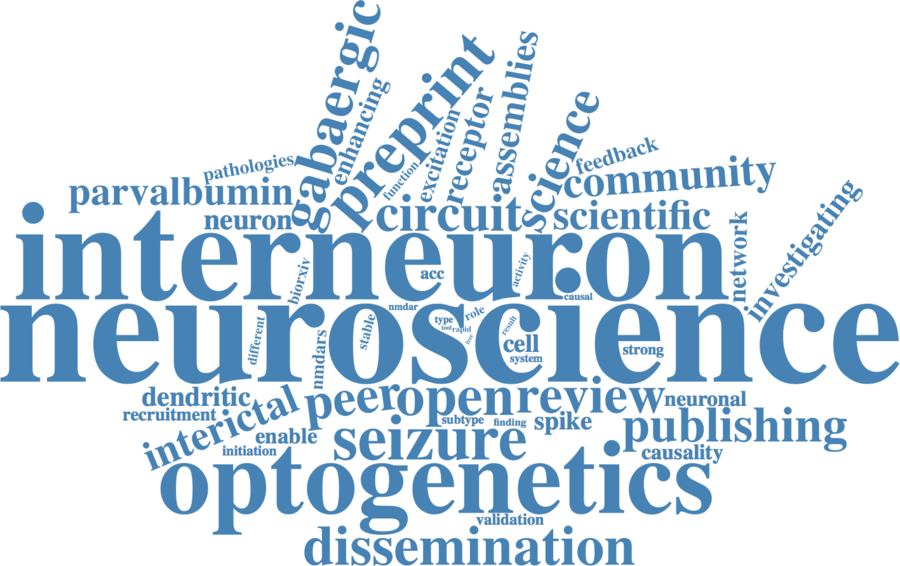 gabaergic
enhancing
preprint
function
excitation
receptor
assemblies
science
feedback
community
pathologies
parvalbumin
neuron
circuit
scientific
network
investigating
interneuron
acc
activity
biorxiv
causal
neuroscience
nmdar
different
nmdars
stable
type
role
tool
rapid
free
result
cell
system
strong
dendritic
recruitment
interictal
peer
open
review
neuronal
subtype
finding
spike
publishing
enable
initiation
seizure
causality
optogenetics
validation
dissemination